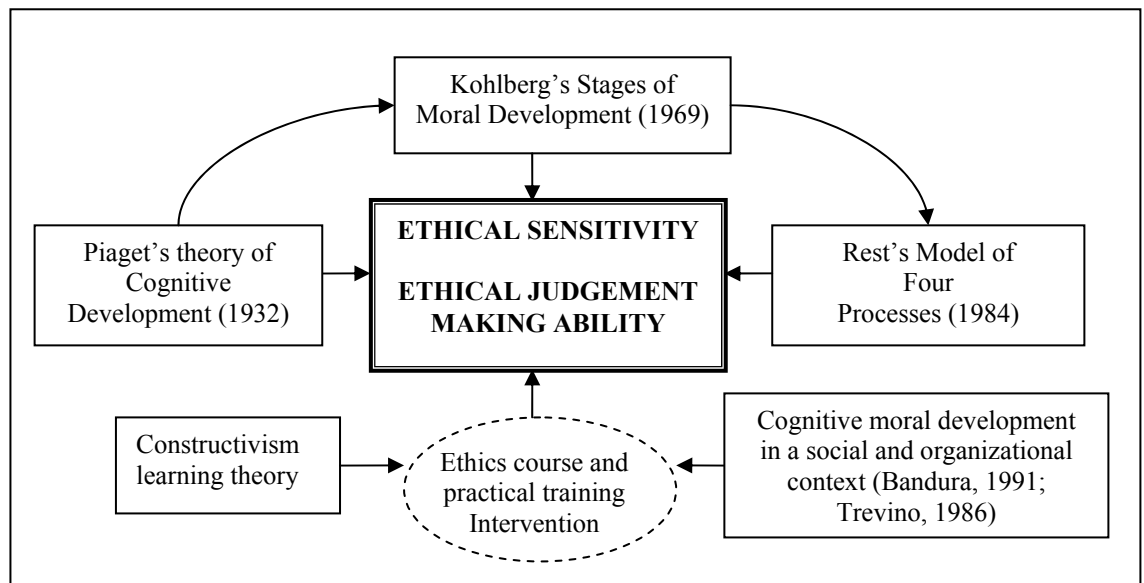 Kohlberg’s Stages of
Moral Development (1969)
Piaget’s theory of
Cognitive
Development (1932)
ETHICAL SENSITIVITY
ETHICAL JUDGEMENT
MAKING ABILITY
Rest’s Model of
Four
Processes (1984)
Constructivism
learning theory
Ethics course and
practical training
Intervention
Cognitive moral development
in a social and organizational
context (Bandura, 1991;
Trevino, 1986)